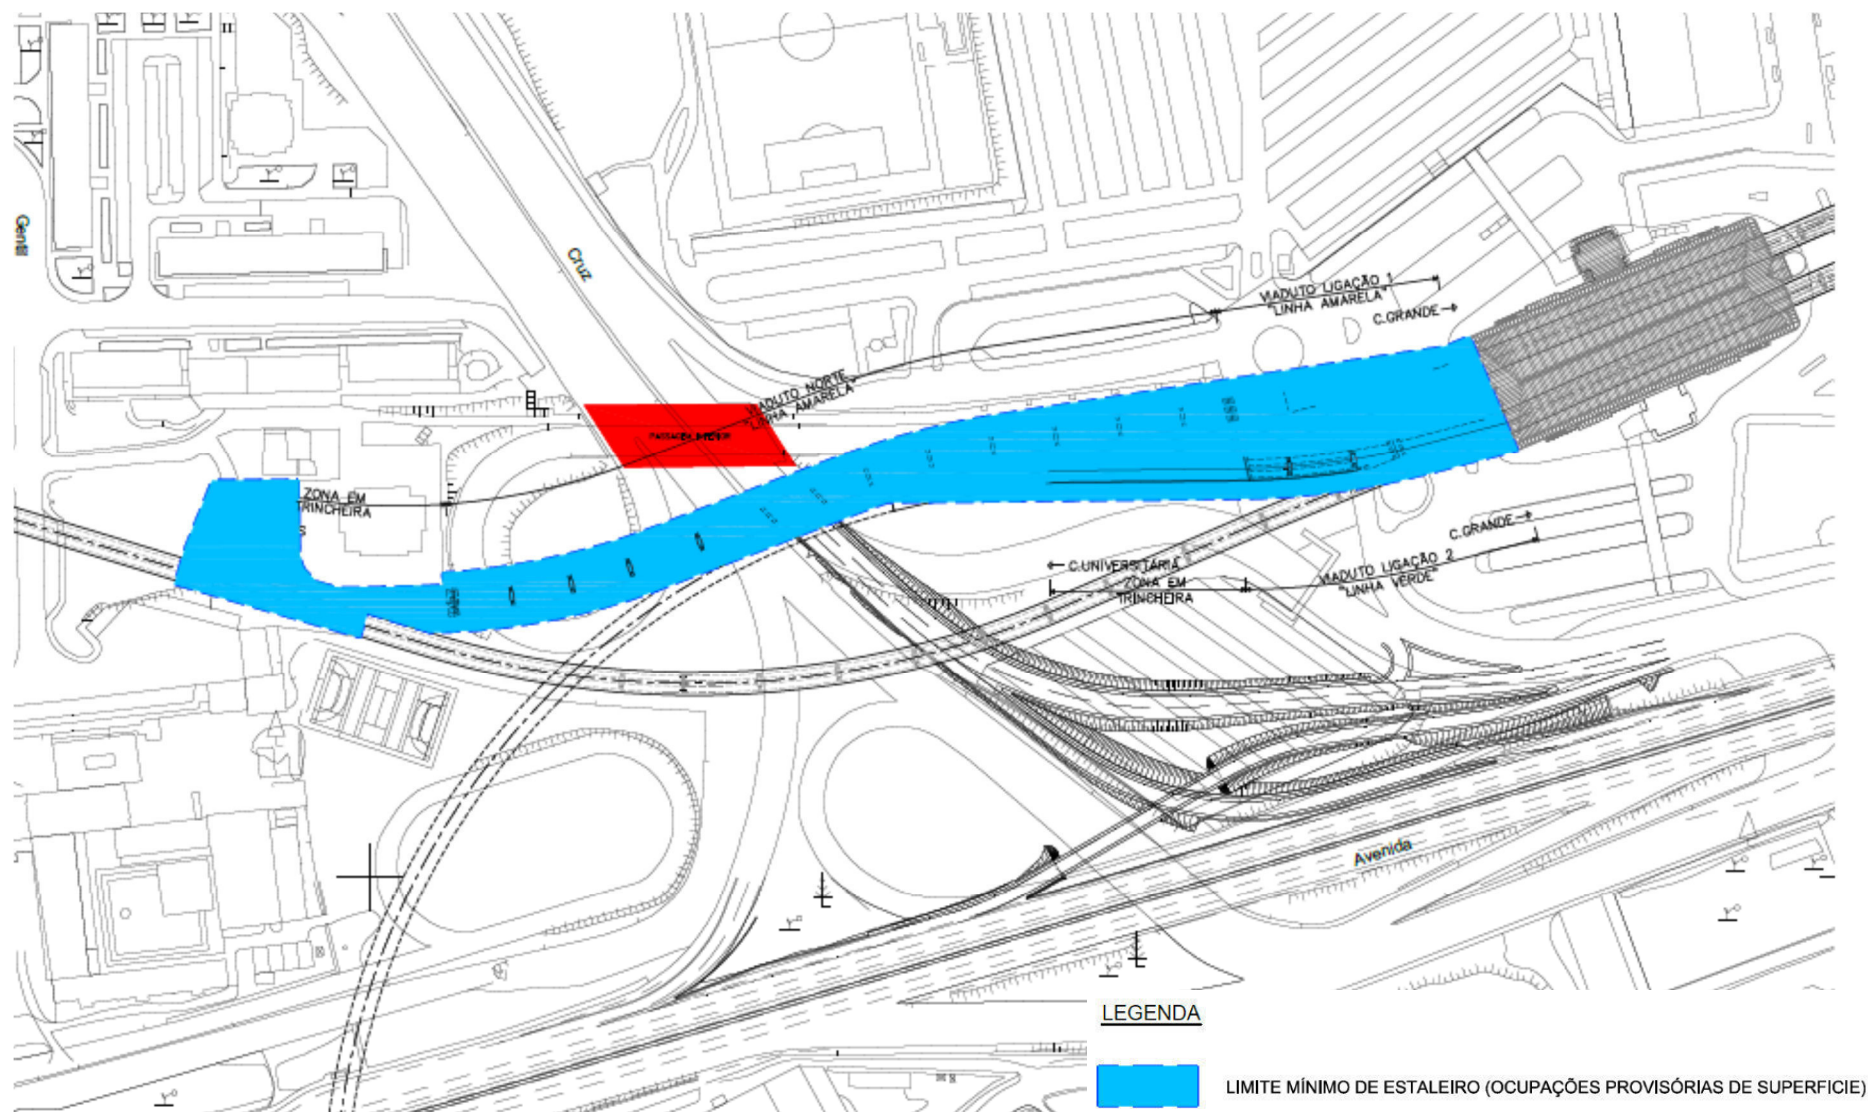 Gentil
Cruz
VIADUTO LIGAÇÃO 1
"LINHA AMARELA"
C.GRANDE
VIADUTO NORTE
"LINHA AMARELA"
ZONA EM
TRINCHEIRA
S
C.GRANDE
C.UNIVERSITÁRIA
ZONA EM
TRINCHEIRA
VIADUTO LIGAÇÃO 2
"LINHA VERDE"
Avenida
LEGENDA
LIMITE MÍNIMO DE ESTALEIRO (OCUPAÇÕES PROVISÓRIAS DE SUPERFICIE)